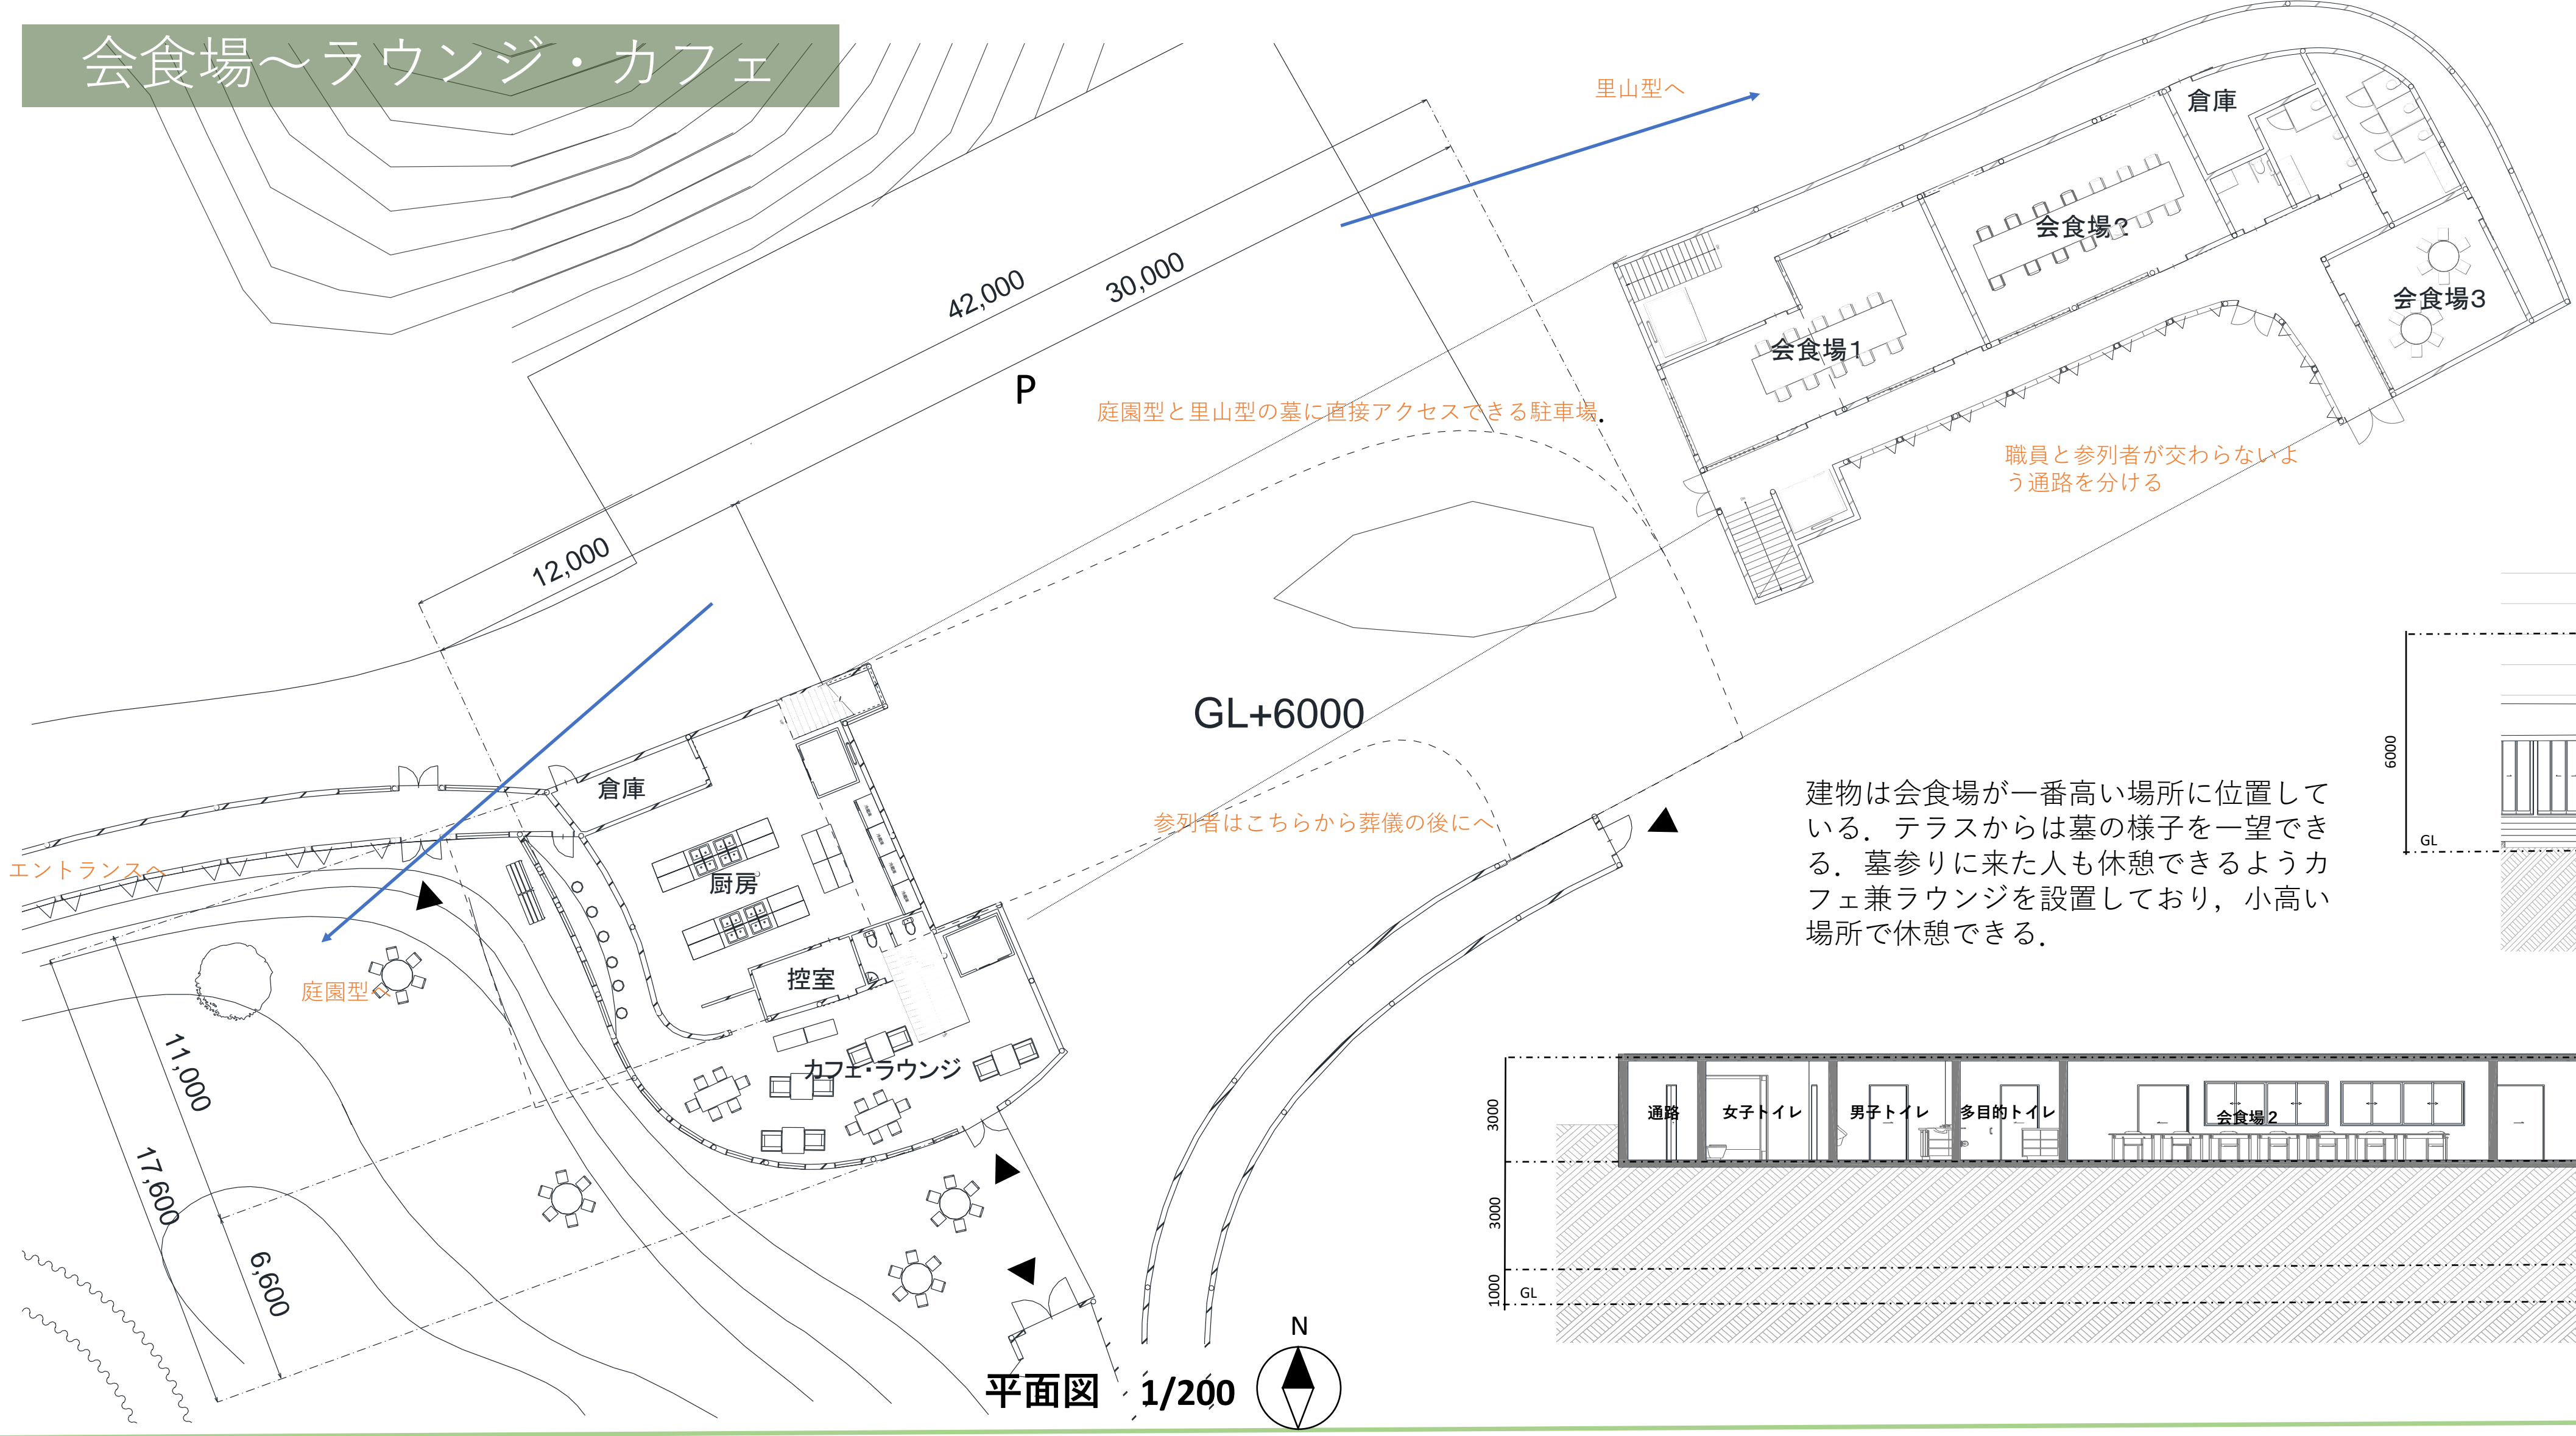 会食場～ラウンジ・カフェ
里山型へ
倉庫
42,000
30,000
会食場2
会食場3
会食場1
P
庭園型と里山型の墓に直接アクセスできる駐車場.
職員と参列者が交わらないよ
う通路を分ける
12,000
GL+6000
6000
GL
倉庫
建物は会食場が一番高い場所に位置して
いる．テラスからは墓の様子を一望でき
る．墓参りに来た人も休憩できるようカ
フェ兼ラウンジを設置しており，小高い
場所で休憩できる．
参列者はこちらから葬儀の後にへ
エントランスへ
厨房
控室
庭園型へ
カフェ・ラウンジ
11,000
17,600
6,600
3000
3000
1000
GL
通路
女子トイレ
男子トイレ
多目的トイレ
会食場２
N
平面図 1/200